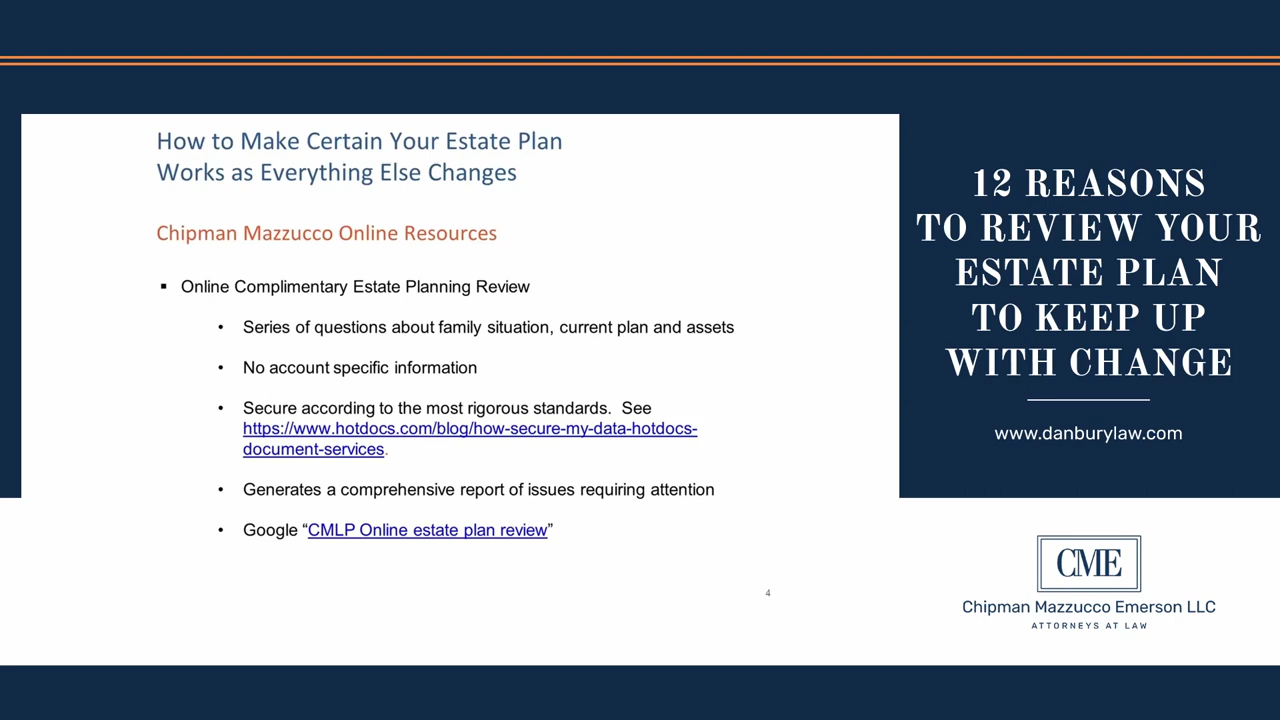 How to Make Certain Your Estate Plan
Works as Everything Else Changes
Chipman Mazzucco Online Resources
▪ Online Complimentary Estate Planning Review
• Series of questions about family situation, current plan and assets
• No account specific information
• Secure according to the most rigorous standards.  See
https://www.hotdocs.com/blog/how-secure-my-data-hotdocs-
document-services.
• Generates a comprehensive report of issues requiring attention
• Google “CMLP Online estate plan review”
4
12 REASONS
TO REVIEW YOUR
ESTATE PLAN
TO KEEP UP
WITH CHANGE
www.danburylaw.com
CME
Chipman Mazzucco Emerson LLC
ATTORNEYS AT LAW